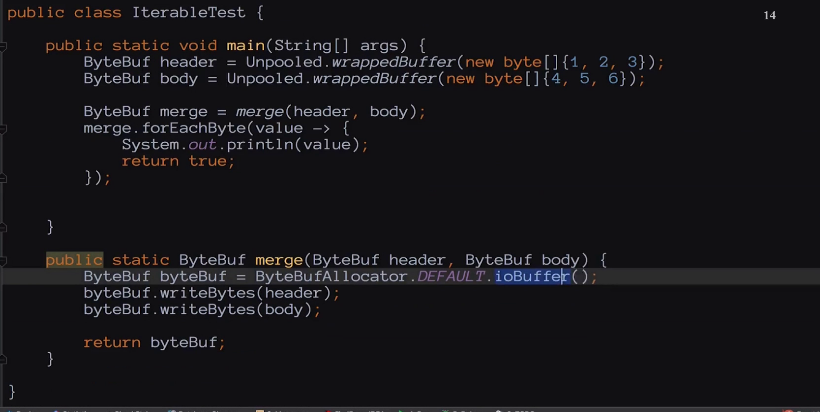 public class IterableTest {
14
public static void main(String[] args) {
ByteBuf header = Unpooled.wrappedBuffer(new byte[]{1, 2, 3});
ByteBuf body = Unpooled.wrappedBuffer(new byte[]{4, 5, 6});
ByteBuf merge = merge(header, body);
merge.forEachByte(value -> {
System.out.println(value);
return true;
});
}
public static ByteBuf merge(ByteBuf header, ByteBuf body) {
ByteBuf byteBuf = ByteBufAllocator.DEFAULT.ioBuffer();
byteBuf.writeBytes(header);
byteBuf.writeBytes(body);
return byteBuf;
}
}